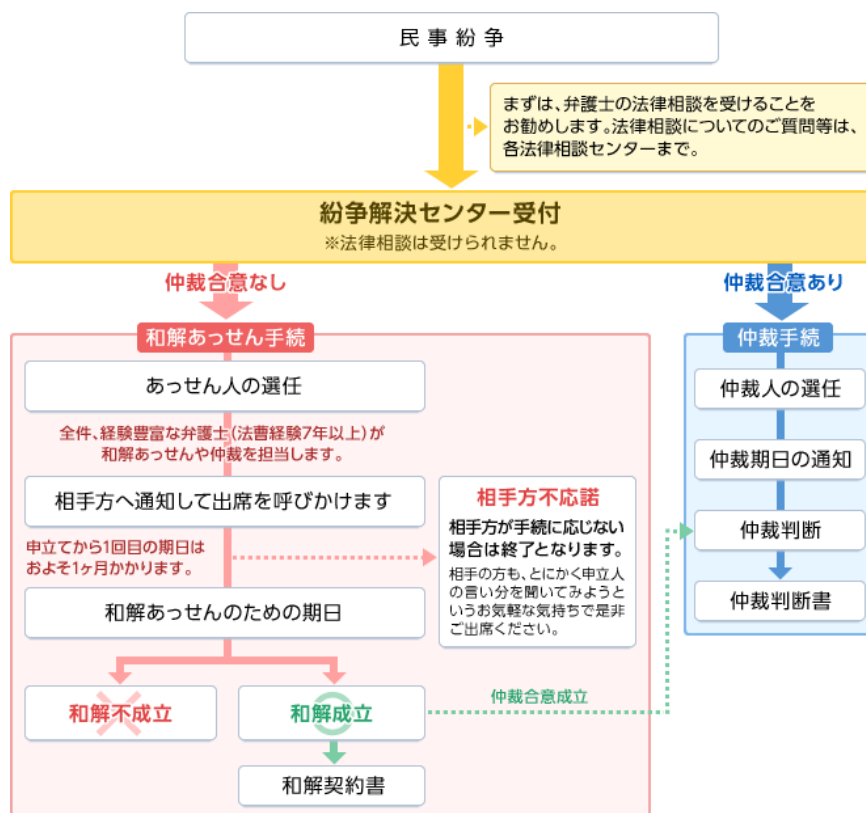 民事紛争
まずは、弁護士の法律相談を受けることを
お勧めします。法律相談についてのご質問等は、
各法律相談センターまで。
紛争解決センター受付
※法律相談は受けられません。
仲裁合意なし
仲裁合意あり
和解あっせん手続
あっせん人の選任
全件、経験豊富な弁護士(法曹経験7年以上)が
和解あっせんや仲裁を担当します。
相手方へ通知して出席を呼びかけます
申立てから1回目の期日は
およそ1ヶ月かかります。
相手方不応諾
相手方が手続に応じない
場合は終了となります。
相手の方も、とにかく申立人
の言い分を聞いてみようと
いうお気軽な気持ちで是非
ご出席ください。
和解あっせんのための期日
和解不成立
和解成立
仲裁合意成立
和解契約書
仲裁手続
仲裁人の選任
仲裁期日の通知
仲裁判断
仲裁判断書